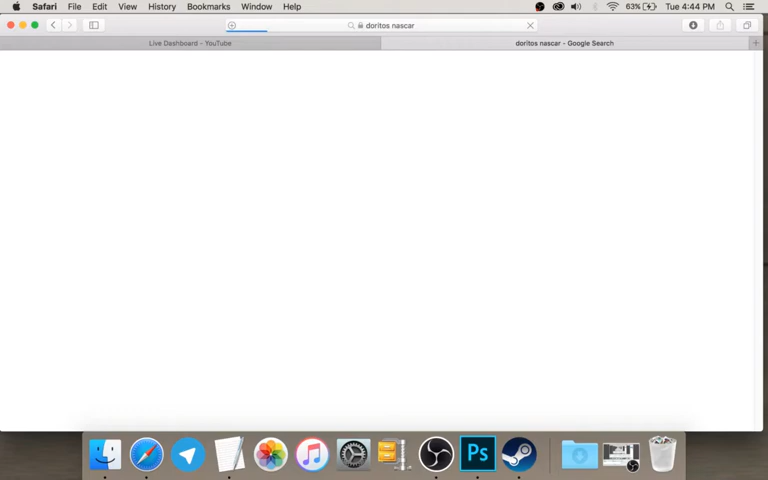 Safari File Edit View History Bookmarks Window Help 63% Tue 4:44 PM
doritos nascar
Live Dashboard - YouTube doritos nascar - Google Search
Ps